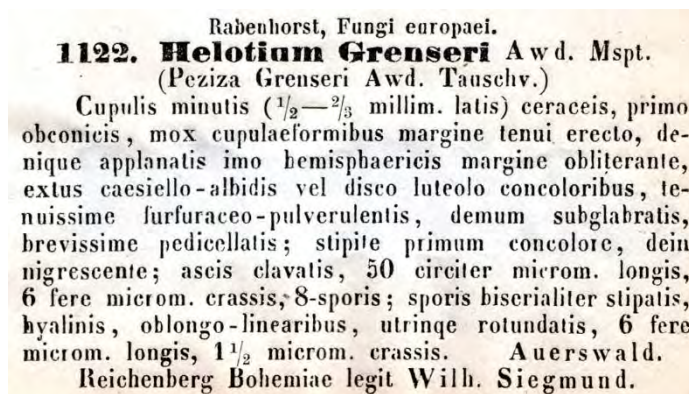 Rabenhorst, Fungi europaei.
1122. Helotium Grenseri Awd. Mspt.
(Peziza Grenseri Awd. Tauschv.)
Cupulis minutis (1/2—2/3 millim. latis) ceraceis, primo
obconicis, mox cupulaeformibus margine tenui erecto, de-
nique applanatis imo hemisphaericis margine obliterante,
extus caesiello-albidis vel disco luteolo concoloribus, te-
nuissime furfuraceo-pulverulentis, demum subglabratis,
brevissime pedicellatis; stipite primum concolore, dein
nigrescente; ascis clavatis, 50 circiter microm. longis,
6 fere microm. crassis, 8-sporis; sporis biserialiter stipatis,
hyalinis, oblongo-linearibus, utrinqe rotundatis, 6 fere
microm. longis, 1 1/2 microm. crassis. Auerswald.
Reichenberg Bohemiae legit Wilh. Siegmund.